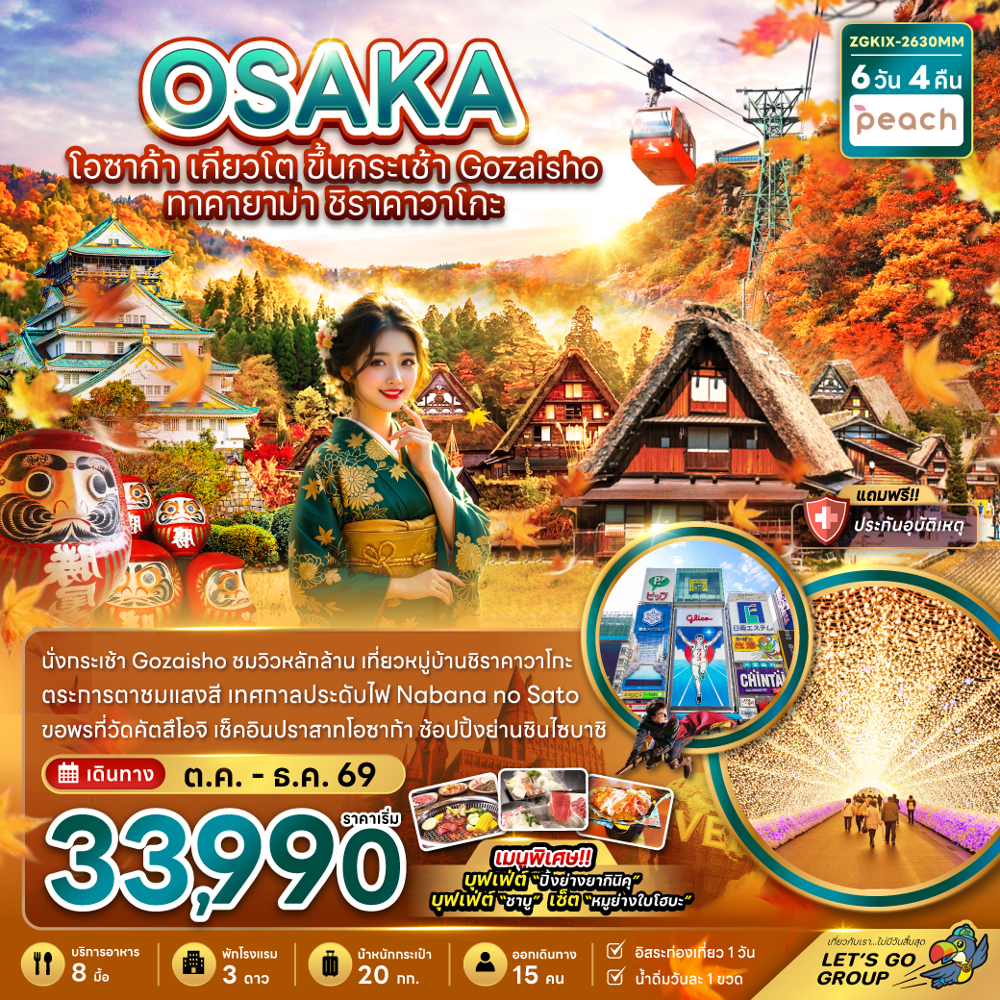 OSAKA
โอซาก้า เกียวโต ขึ้นกระเช้า Gozaisho
ทาคายาม่า ชิราคาวาโกะ
ZGKIX-2630MM
6 วัน 4 คืน
peach
แถมฟรี!!
ประกันอุบัติเหตุ
ピップ
Glico
日商エステム
CHINTAI
นั่งกระเช้า Gozaisho ชมวิวหลักล้าน เที่ยวหมู่บ้านชิราคาวาโกะ
ตระการตาชมแสงสี เทศกาลประดับไฟ Nabana no Sato
ขอพรที่วัดคัตสึโอจิ เช็คอินปราสาทโอซาก้า ช้อปปิ้งย่านชินไซบาชิ
เดินทาง ต.ค. - ธ.ค. 69
ราคาเริ่ม
33,990
เมนูพิเศษ!!
บุฟเฟ่ต์ "ปิ้งย่างยากินิคุ"
บุฟเฟ่ต์ "ชาบู" เซ็ต "หมูย่างใบโฮบะ"
บริการอาหาร
8 มื้อ
พักโรงแรม
3 ดาว
น้ำหนักกระเป๋า
20 กก.
ออกเดินทาง
15 คน
อิสระท่องเที่ยว 1 วัน
น้ำดื่มวันละ 1 ขวด
เที่ยวกับเรา...ไม่มีวันสิ้นสุด
LET'S GO
GROUP